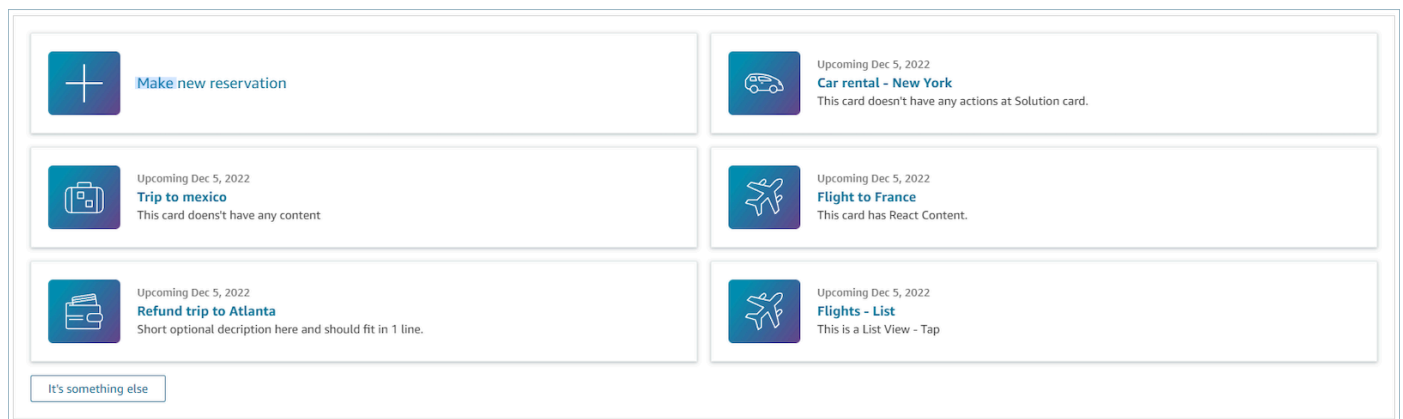 Make new reservation
Upcoming Dec 5, 2022
Car rental - New York
This card doesn't have any actions at Solution card.
Upcoming Dec 5, 2022
Trip to mexico
This card doens't have any content
Upcoming Dec 5, 2022
Flight to France
This card has React Content.
Upcoming Dec 5, 2022
Refund trip to Atlanta
Short optional decription here and should fit in 1 line.
Upcoming Dec 5, 2022
Flights - List
This is a List View - Tap
It's something else